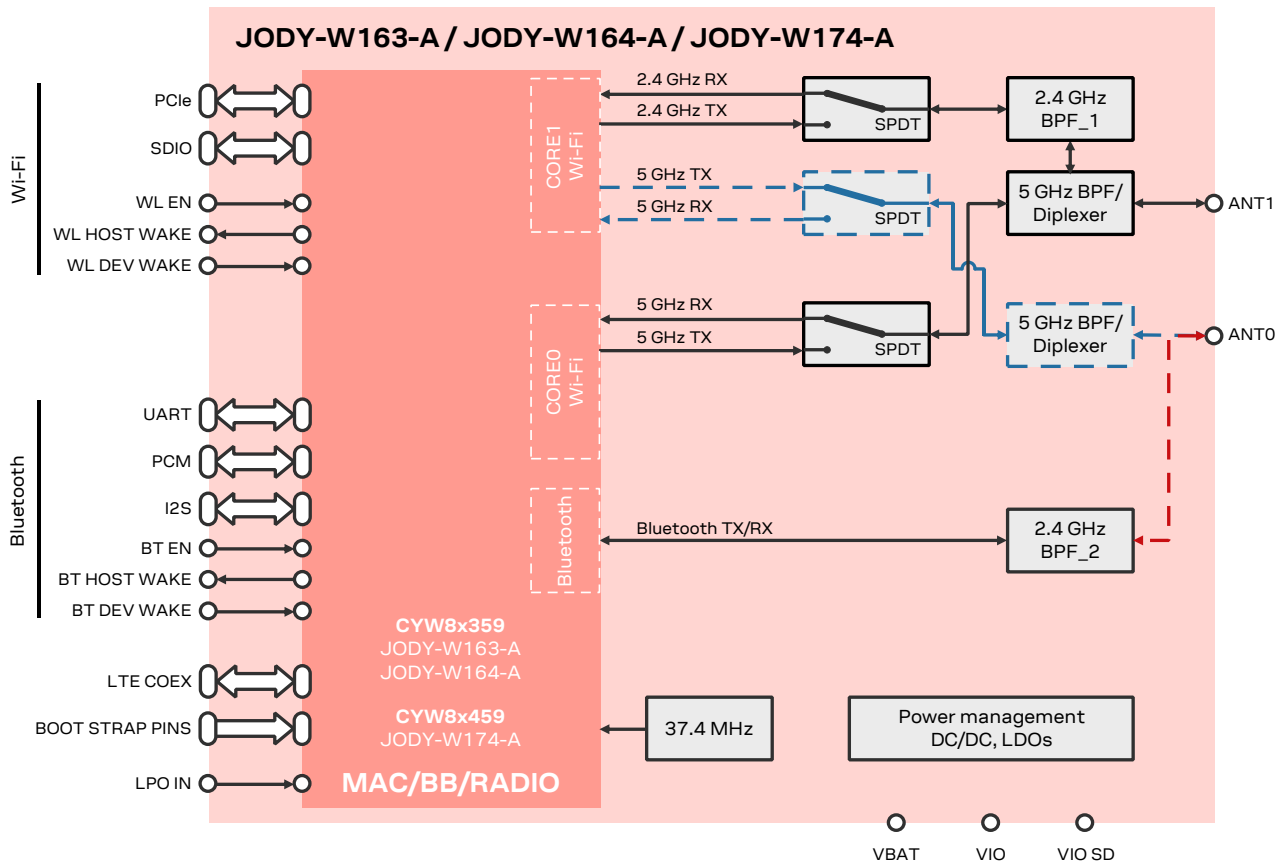 JODY-W163-A / JODY-W164-A / JODY-W174-A
Wi-Fi
PCIe
SDIO
WL EN
WL HOST WAKE
WL DEV WAKE
Bluetooth
UART
PCM
I2S
BT EN
BT HOST WAKE
BT DEV WAKE
LTE COEX
BOOT STRAP PINS
LPO IN
CORE1
Wi-Fi
CORE0
Wi-Fi
Bluetooth
CYW8x359
JODY-W163-A
JODY-W164-A
CYW8x459
JODY-W174-A
MAC/BB/RADIO
2.4 GHz RX
2.4 GHz TX
SPDT
2.4 GHz
BPF_1
5 GHz TX
5 GHz RX
SPDT
5 GHz BPF/
Diplexer
ANT1
5 GHz RX
5 GHz TX
SPDT
5 GHz BPF/
Diplexer
ANT0
Bluetooth TX/RX
2.4 GHz
BPF_2
37.4 MHz
Power management
DC/DC, LDOs
VBAT
VIO
VIO SD